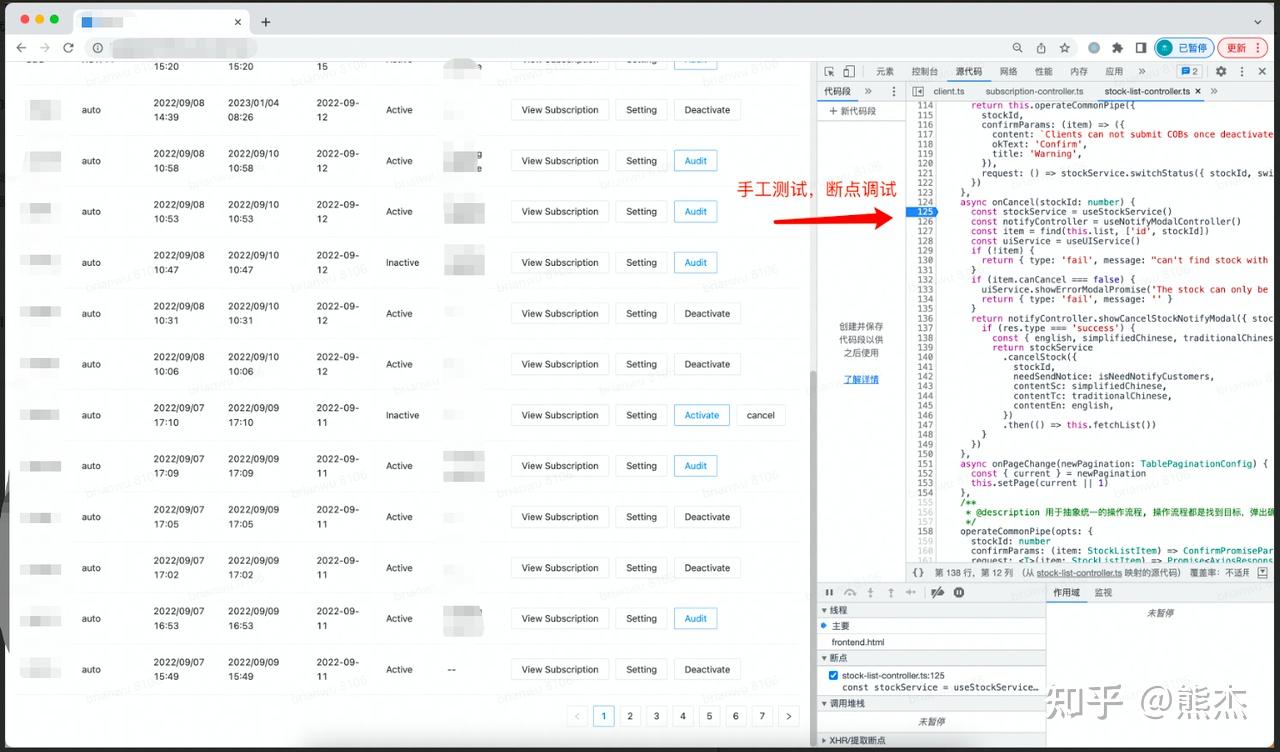 已暂停
更新
15:20 15:20 15 Active View Subscription Setting Audit
auto 2022/09/08 2023/01/04 2022-09- Active View Subscription Setting Deactivate
14:39 08:26 12
auto 2022/09/08 2022/09/10 2022-09- Active View Subscription Setting Audit
10:58 10:58 12
auto 2022/09/08 2022/09/10 2022-09- Active View Subscription Setting Audit
10:53 10:53 12
auto 2022/09/08 2022/09/10 2022-09- Inactive View Subscription Setting Audit
10:47 10:47 12
auto 2022/09/08 2022/09/10 2022-09- Active View Subscription Setting Deactivate
10:31 10:31 12
auto 2022/09/08 2022/09/10 2022-09- Active View Subscription Setting Deactivate
10:06 10:06 12
auto 2022/09/07 2022/09/09 2022-09- Inactive View Subscription Setting Activate cancel
17:10 17:10 11
auto 2022/09/07 2022/09/09 2022-09- Active View Subscription Setting Audit
17:09 17:09 11
auto 2022/09/07 2022/09/09 2022-09- Active View Subscription Setting Deactivate
17:05 17:05 11
auto 2022/09/07 2022/09/09 2022-09- Active View Subscription Setting Deactivate
17:02 17:02 11
auto 2022/09/07 2022/09/09 2022-09- Active View Subscription Setting Audit
16:53 16:53 11
auto 2022/09/07 2022/09/09 2022-09- Active -- View Subscription Setting Deactivate
15:49 15:49 11
< 1 2 3 4 5 6 7 >
手工测试，断点调试
元素 控制台 源代码 网络 性能 内存 应用 » 2
代码段 » client.ts subscription-controller.ts stock-list-controller.ts × »
+ 新代码段
创建并保存
代码段以供
之后使用
了解详情
114 return this.operateCommonPipe({
115 stockId,
116 confirmParams: (item) => ({
117 content: `Clients can not submit COBs once deactivate
118 okText: 'Confirm',
119 title: 'Warning',
120 }),
121 request: () => stockService.switchStatus({ stockId, swi
122 })
123 },
124 async onCancel(stockId: number) {
125 const stockService = useStockService()
126 const notifyController = useNotifyModalController()
127 const item = find(this.list, ['id', stockId])
128 const uiService = useUIService()
129 if (!item) {
130 return { type: 'fail', message: "can't find stock with
131 }
132 if (item.canCancel === false) {
133 uiService.showErrorModalPromise('The stock can only be
134 return { type: 'fail', message: '' }
135 }
136 return notifyController.showCancelStockNotifyModal({ stoc
137 if (res.type === 'success') {
138 const { english, simplifiedChinese, traditionalChines
139 return stockService
140 .cancelStock({
141 stockId,
142 needSendNotice: isNeedNotifyCustomers,
143 contentSc: simplifiedChinese,
144 contentTc: traditionalChinese,
145 contentEn: english,
146 })
147 .then(() => this.fetchList())
148 }
149 })
150 },
151 async onPageChange(newPagination: TablePaginationConfig) {
152 const { current } = newPagination
153 this.setPage(current || 1)
154 },
155 /**
156 * @description 用于抽象统一的操作流程, 操作流程都是找到目标, 弹出确
157 */
158 operateCommonPipe(opts: {
159 stockId: number
160 confirmParams: (item: StockListItem) => ConfirmPromisePar
161 request: <T>(item: StockListItem) => Promise<AxiosRespons
{} 第 138 行，第 12 列 （从 stock-list-controller.ts 映射的源代码） 覆盖率：不适用
作用域 监视
未暂停
线程
主要
frontend.html
断点
stock-list-controller.ts:125
const stockService = useStockService…
调用堆栈
未暂停
XHR/提取断点
知乎 @熊杰
brianwu 8106